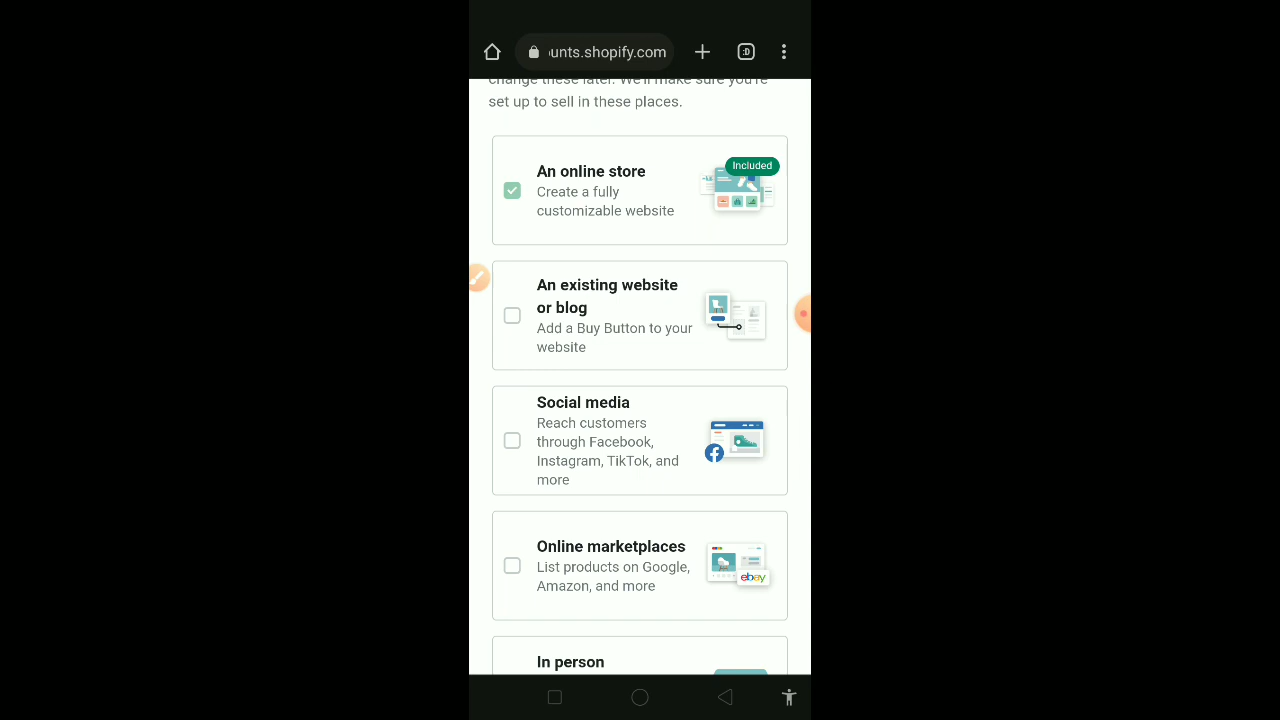 :D
ounts.shopify.com
change these later. We'll make sure you're
set up to sell in these places.
Included
An online store
Create a fully
customizable website
An existing website
or blog
Add a Buy Button to your
website
Social media
Reach customers
through Facebook,
Instagram, TikTok, and
more
Online marketplaces
List products on Google,
Amazon, and more
ebay
In person